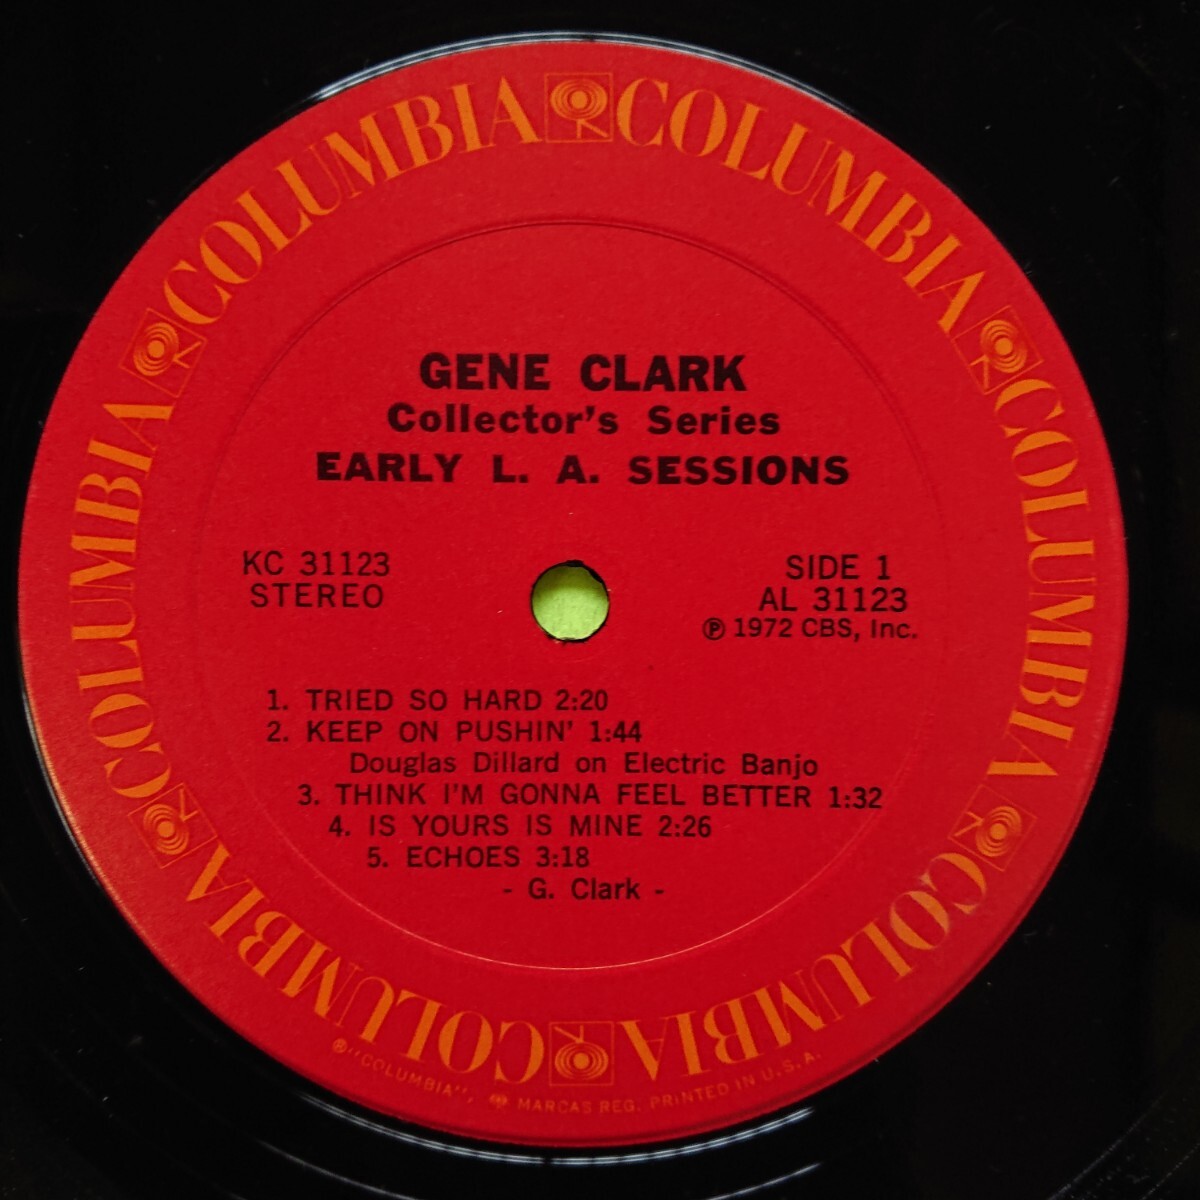 COLUMBIA COLUMBIA COLUMBIA COLUMBIA COLUMBIA COLUMBIA
GENE CLARK
Collector's Series
EARLY L. A. SESSIONS
KC 31123
STEREO
SIDE 1
AL 31123
℗ 1972 CBS, Inc.
1. TRIED SO HARD 2:20
2. KEEP ON PUSHIN' 1:44
Douglas Dillard on Electric Banjo
3. THINK I'M GONNA FEEL BETTER 1:32
4. IS YOURS IS MINE 2:26
5. ECHOES 3:18
- G. Clark -
® "COLUMBIA", MARCAS REG. PRINTED IN U.S.A.